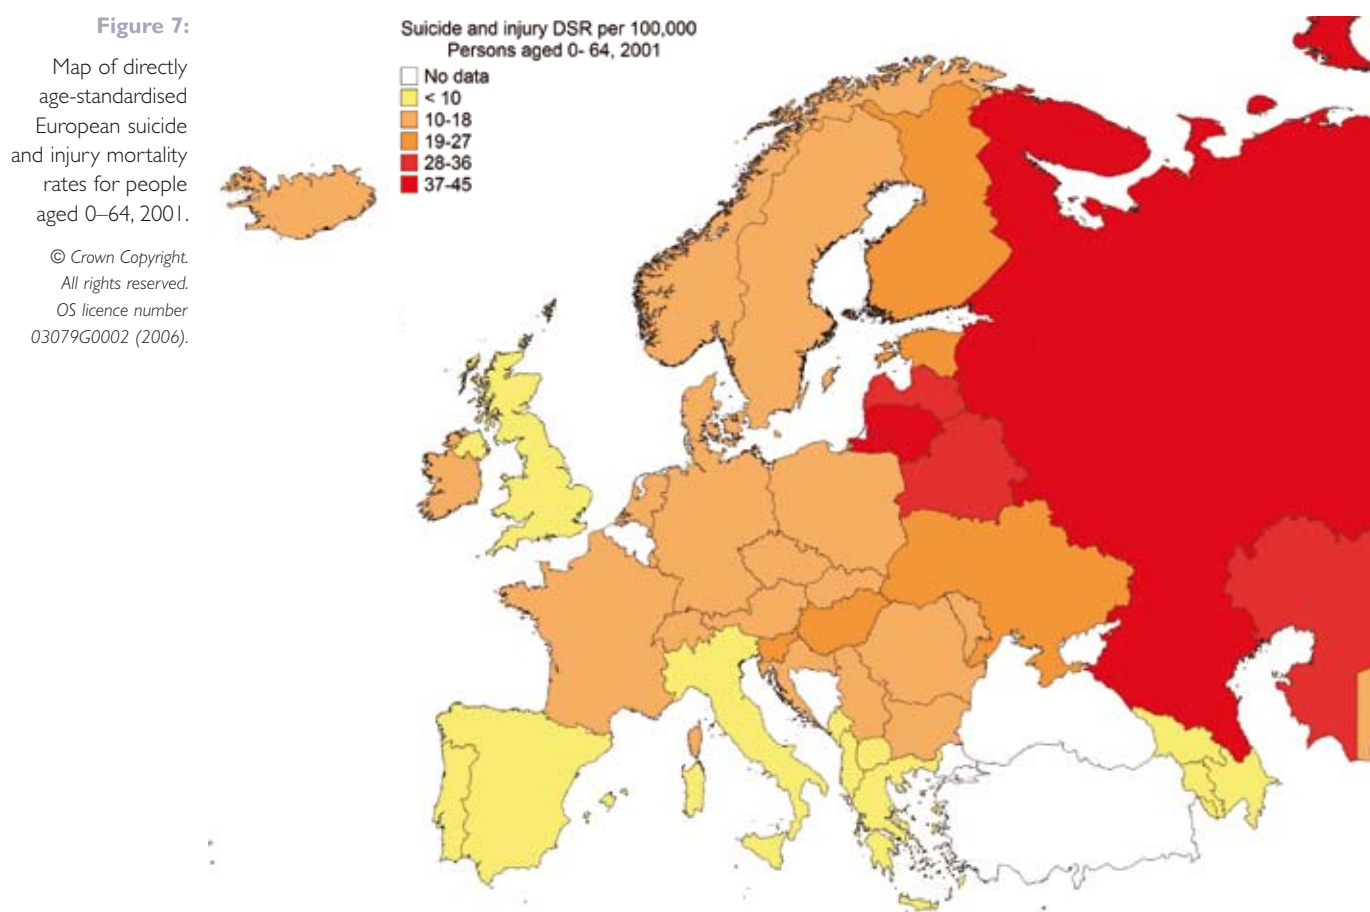 Figure 7:
Map of directly
age-standardised
European suicide
and injury mortality
rates for people
aged 0–64, 2001.
© Crown Copyright.
All rights reserved.
OS licence number
03079G0002 (2006).
Suicide and injury DSR per 100,000
Persons aged 0- 64, 2001
No data
< 10
10-18
19-27
28-36
37-45